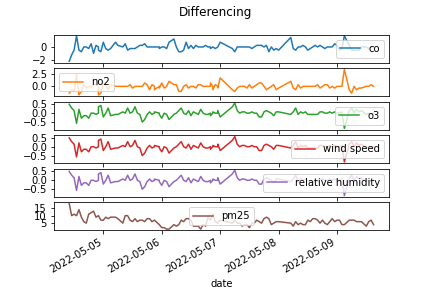 Differencing
0
−2
co
2.5
0.0
no2
0.5
0.0
−0.5
o3
0.5
0.0
−0.5
wind speed
0.5
0.0
−0.5
relative humidity
15
10
5
pm25
2022-05-05
2022-05-06
2022-05-07
2022-05-08
2022-05-09
date